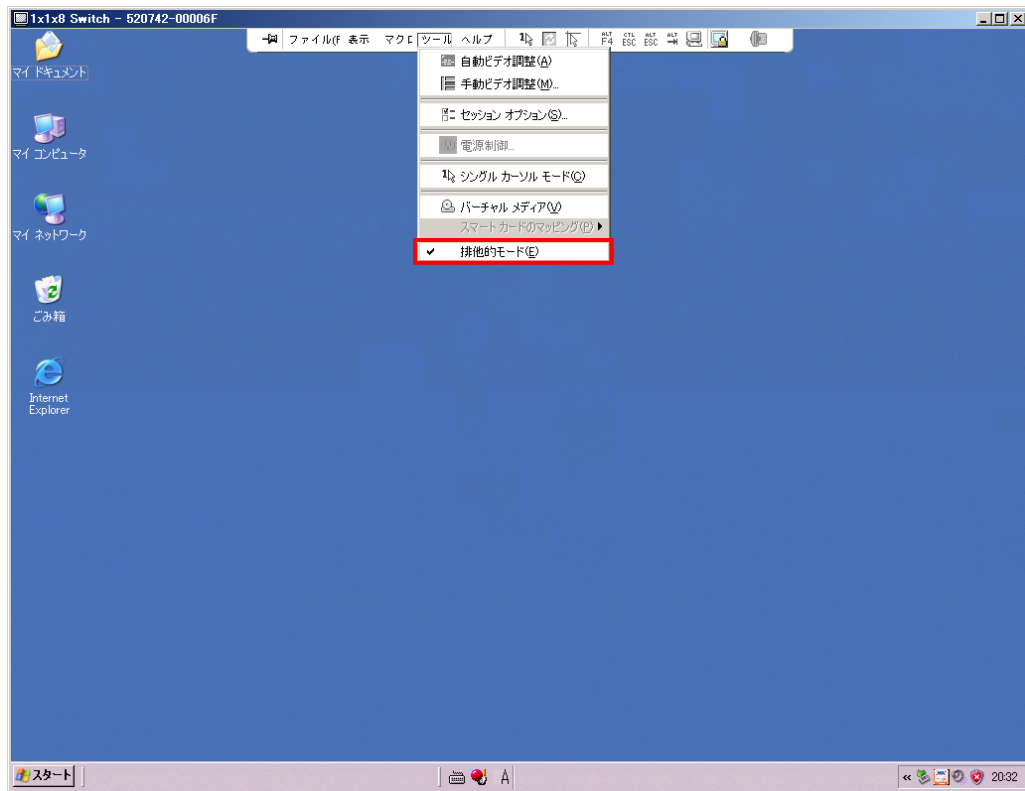 1x1x8 Switch - 520742-00006F
ファイル(F 表示 マクロ ツール ヘルプ
ALT F4 CTL ESC ALT ESC ALT
マイ ドキュメント
マイ コンピュータ
マイ ネットワーク
ごみ箱
Internet
Explorer
自動ビデオ調整(A)
手動ビデオ調整(M)...
セッション オプション(S)...
電源制御...
シングル カーソル モード(C)
バーチャル メディア(V)
スマート カードのマッピング(P)
排他的モード(E)
スタート
A
20:32